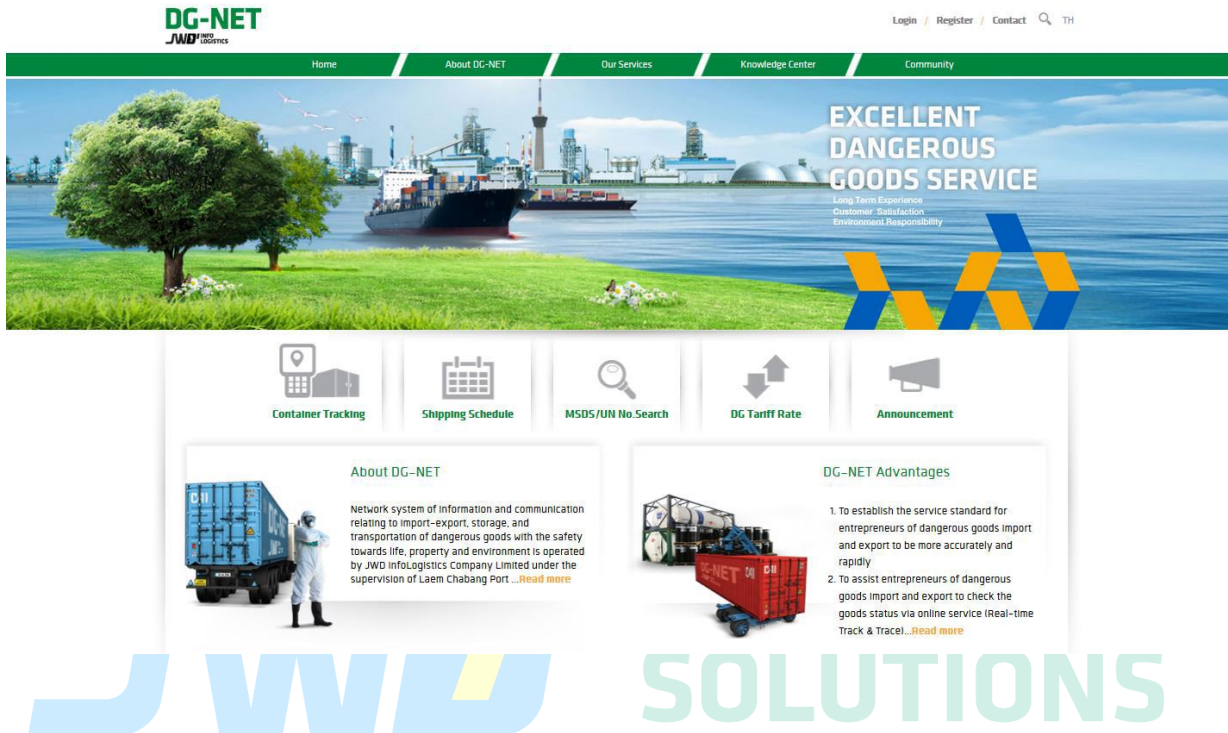 DG-NET
JWD INFO LOGISTICS
Login / Register / Contact TH
Home About DG-NET Our Services Knowledge Center Community
EXCELLENT
DANGEROUS
GOODS SERVICE
Long Term Experience
Customer Satisfaction
Environment Responsibility
Container Tracking
Shipping Schedule
MSDS/UN No.Search
DG Tariff Rate
Announcement
About DG-NET
Network system of information and communication
relating to import-export, storage, and
transportation of dangerous goods with the safety
towards life, property and environment is operated
by JWD InfoLogistics Company Limited under the
supervision of Laem Chabang Port ...Read more
CAI
DG-NET Advantages
1. To establish the service standard for
entrepreneurs of dangerous goods import
and export to be more accurately and
rapidly
2. To assist entrepreneurs of dangerous
goods import and export to check the
goods status via online service (Real-time
Track & Trace)...Read more
DG-NET
CAI
JWD SOLUTIONS